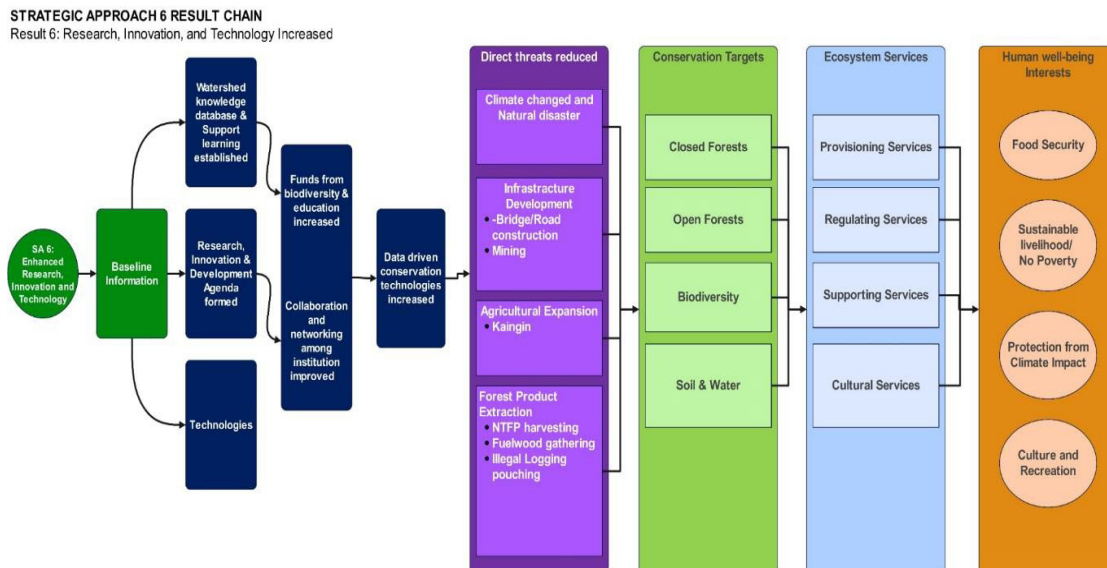 STRATEGIC APPROACH 6 RESULT CHAIN
Result 6: Research, Innovation, and Technology Increased
SA 6:
Enhanced
Research,
Innovation and
Technology
Baseline
Information
Watershed
knowledge
database &
Support
learning
established
Research,
Innovation &
Development
Agenda
formed
Technologies
Funds from
biodiversity &
education
increased
Collaboration
and
networking
among
institution
improved
Data driven
conservation
technologies
increased
Direct threats reduced
Climate changed and
Natural disaster
Infrastracture
Development
• -Bridge/Road
construction
• Mining
Agricultural Expansion
• Kaingin
Forest Product
Extraction
• NTFP harvesting
• Fuelwood gathering
• Illegal Logging
pouching
Conservation Targets
Closed Forests
Open Forests
Biodiversity
Soil & Water
Ecosystem Services
Provisioning Services
Regulating Services
Supporting Services
Cultural Services
Human well-being
Interests
Food Security
Sustainable
livelihood/
No Poverty
Protection from
Climate Impact
Culture and
Recreation